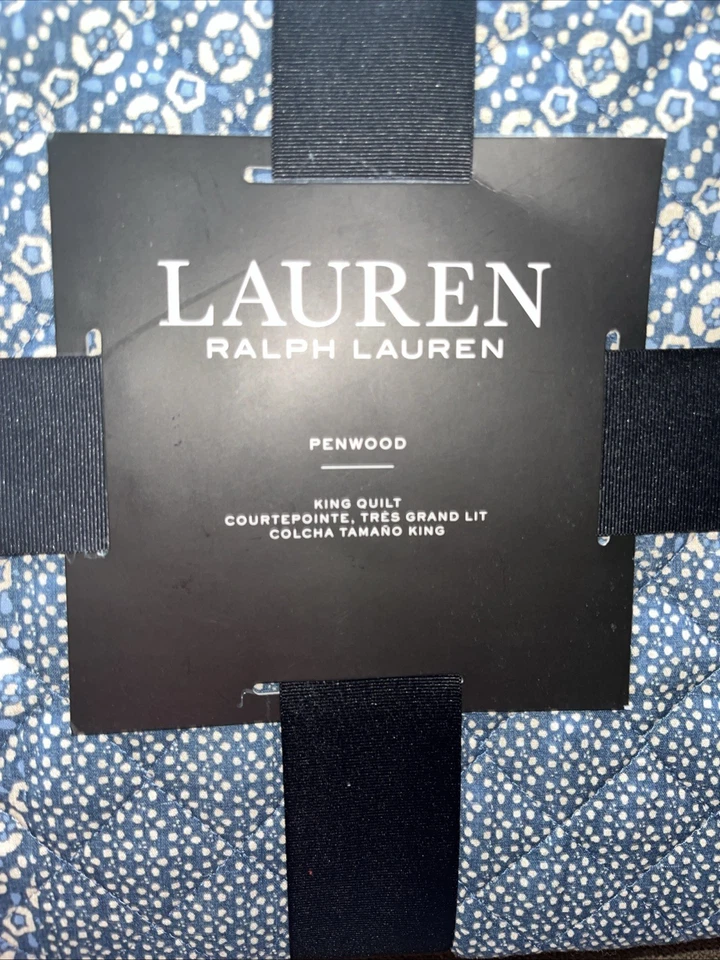 LAUREN
RALPH LAUREN
PENWOOD
KING QUILT
COURTEPOINTE, TRÈS GRAND LIT
COLCHA TAMAÑO KING